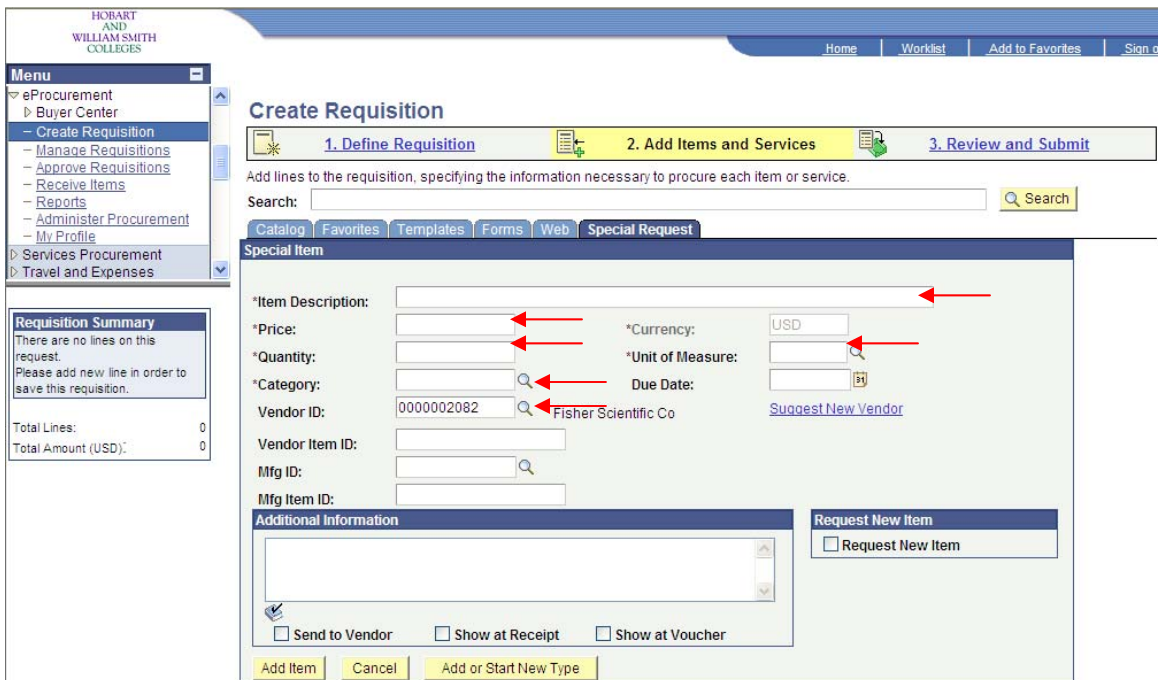 HOBART
AND
WILLIAM SMITH
COLLEGES
Home Worklist Add to Favorites Sign o
Menu
eProcurement
Buyer Center
– Create Requisition
– Manage Requisitions
– Approve Requisitions
– Receive Items
– Reports
– Administer Procurement
– My Profile
Services Procurement
Travel and Expenses
Requisition Summary
There are no lines on this
request.
Please add new line in order to
save this requisition.
Total Lines: 0
Total Amount (USD): 0
Create Requisition
1. Define Requisition 2. Add Items and Services 3. Review and Submit
Add lines to the requisition, specifying the information necessary to procure each item or service.
Search: Search
Catalog Favorites Templates Forms Web Special Request
Special Item
*Item Description:
*Price: *Currency: USD
*Quantity: *Unit of Measure:
*Category: Due Date: 31
Vendor ID: 0000002082 Fisher Scientific Co Suggest New Vendor
Vendor Item ID:
Mfg ID:
Mfg Item ID:
Additional Information Request New Item
Request New Item
Send to Vendor Show at Receipt Show at Voucher
Add Item Cancel Add or Start New Type